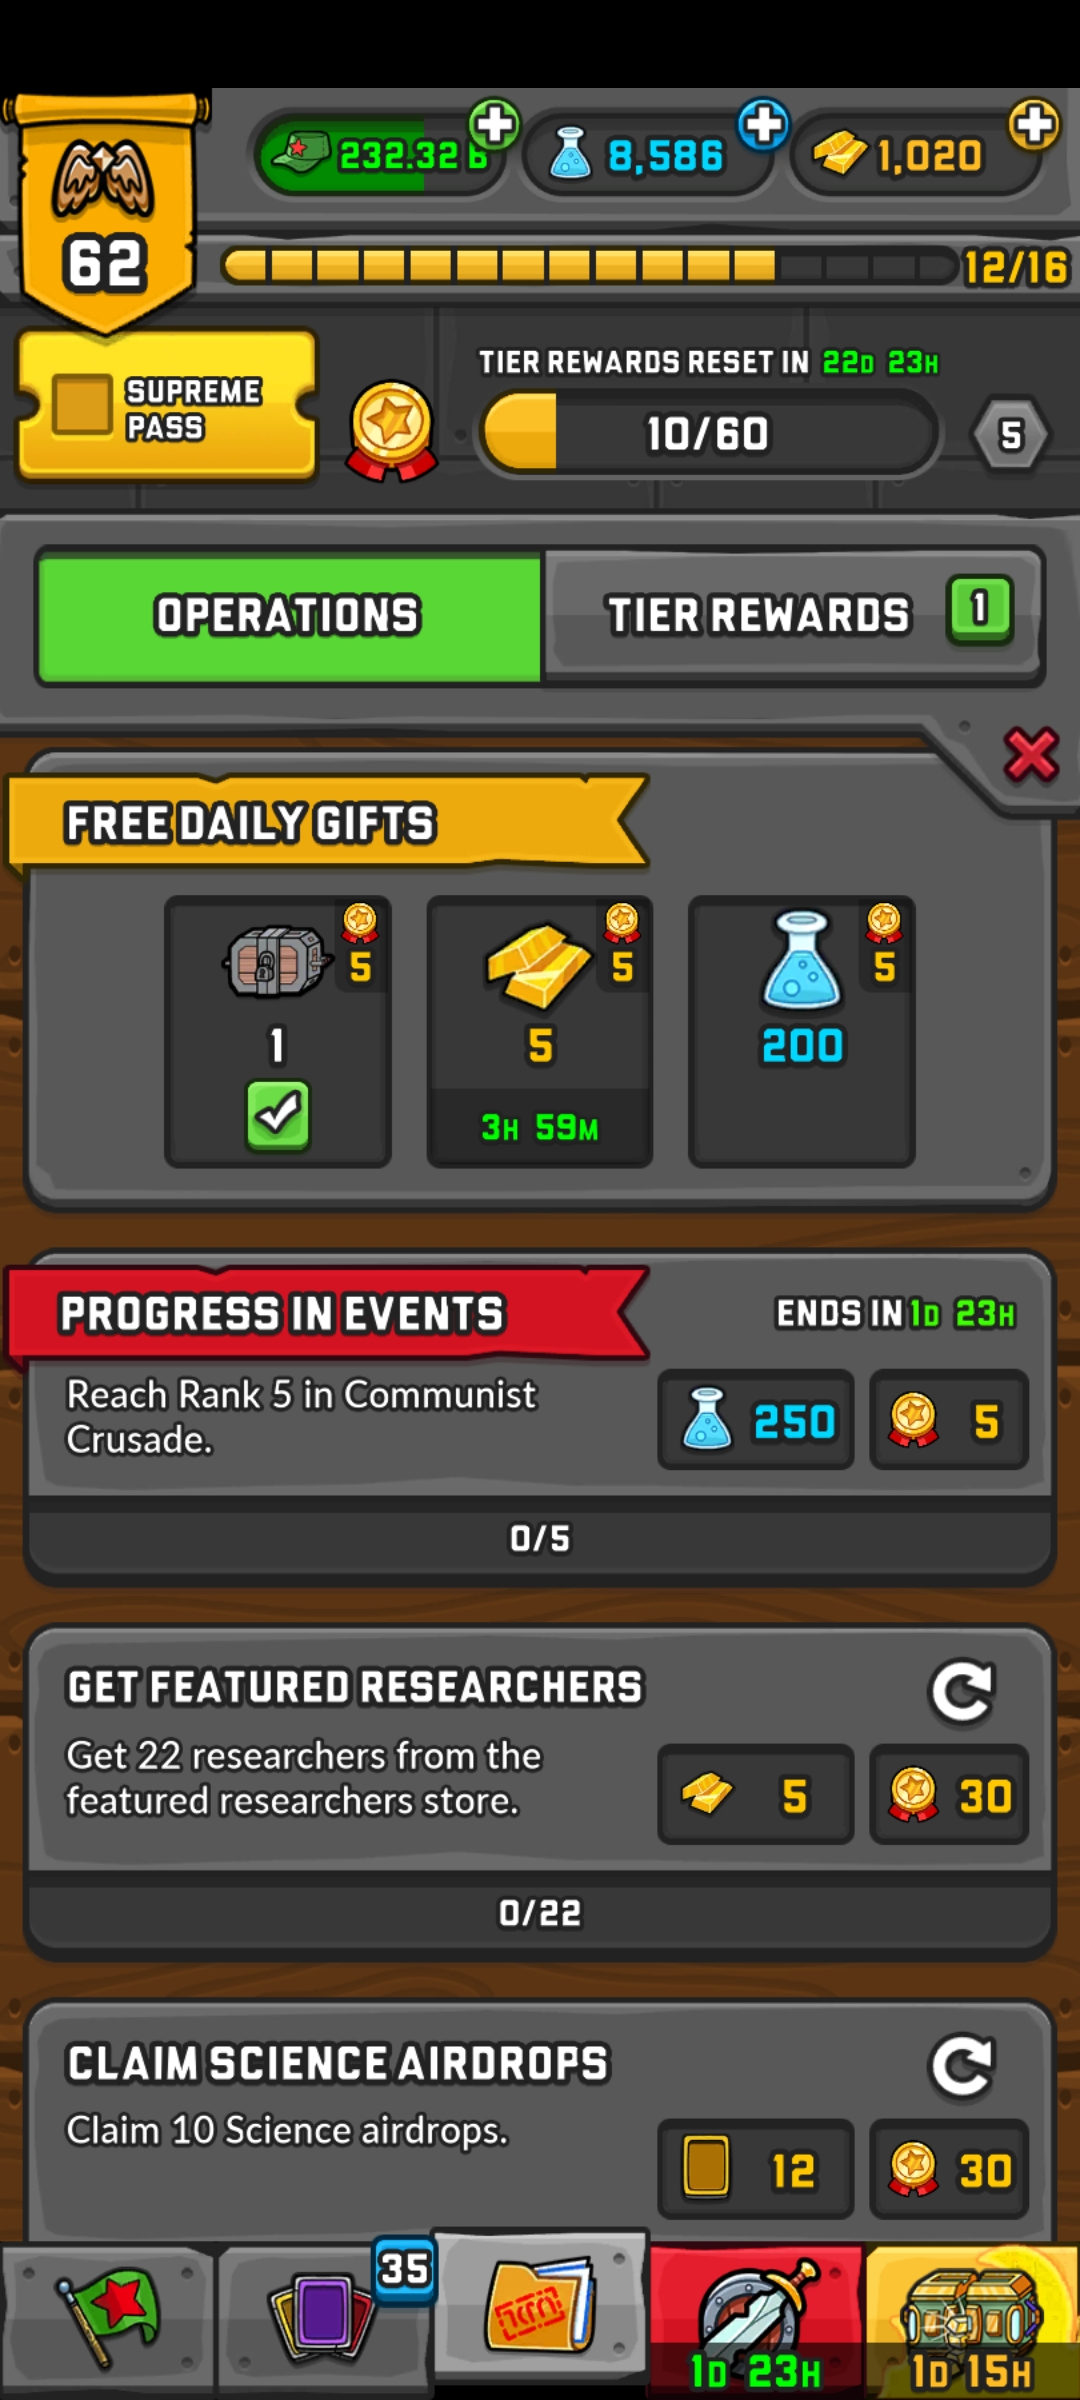 232.32 B
8,586
1,020
62
12/16
SUPREME
PASS
TIER REWARDS RESET IN 22D 23H
10/60
5
OPERATIONS
TIER REWARDS
1
FREE DAILY GIFTS
5
5
5
1
5
200
3H 59M
PROGRESS IN EVENTS
ENDS IN 1D 23H
Reach Rank 5 in Communist
Crusade.
250
5
0/5
GET FEATURED RESEARCHERS
Get 22 researchers from the
featured researchers store.
5
30
0/22
CLAIM SCIENCE AIRDROPS
Claim 10 Science airdrops.
12
30
35
1D 23H
1D 15H